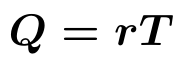 Q = rT